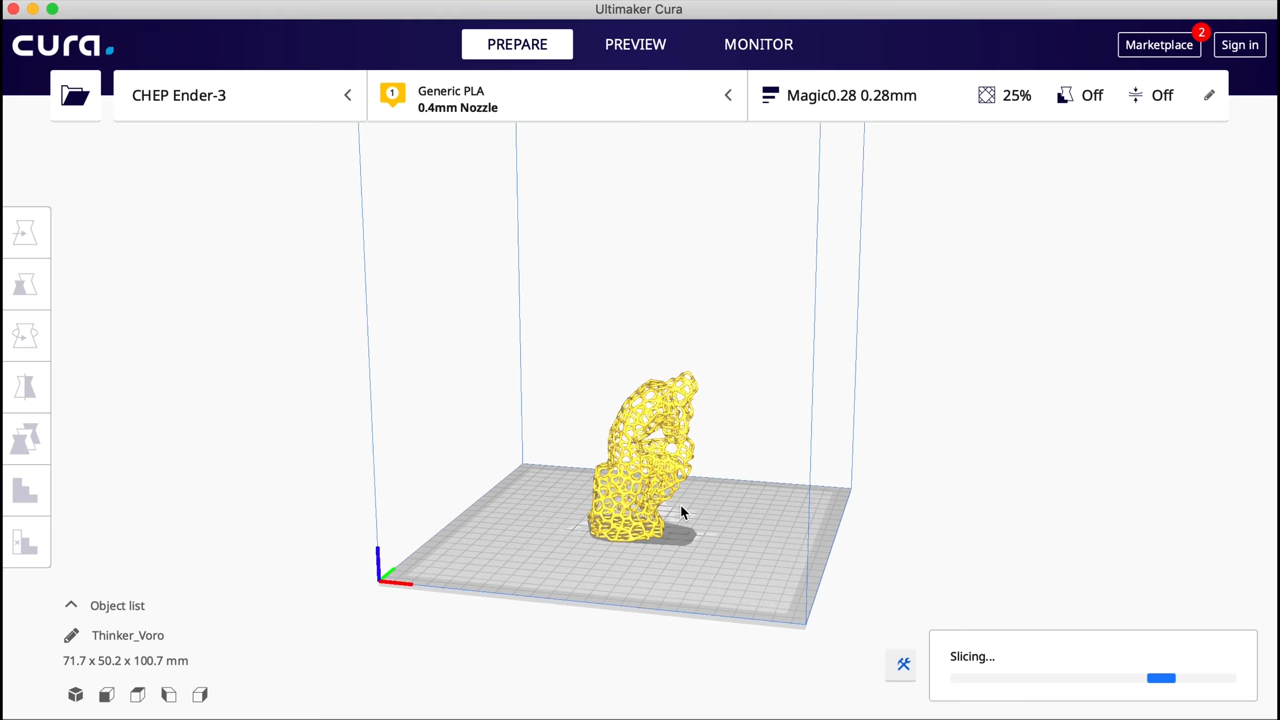 Ultimaker Cura
cura.
PREPARE
PREVIEW
MONITOR
Marketplace
2
Sign in
CHEP Ender-3
1
Generic PLA
0.4mm Nozzle
Magic0.28 0.28mm
25%
Off
Off
Object list
Thinker_Voro
71.7 x 50.2 x 100.7 mm
Slicing...